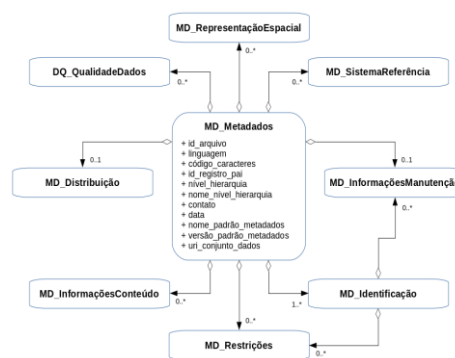 MD_RepresentaçãoEspacial
0..*
DQ_QualidadeDados
0..*
MD_SistemaReferência
0..*
MD_Metadados
+ id_arquivo
+ linguagem
+ código_caracteres
+ id_registro_pai
+ nível_hierarquia
+ nome_nível_hierarquia
+ contato
+ data
+ nome_padrão_metadados
+ versão_padrão_metadados
+ uri_conjunto_dados
0..1
MD_Distribuição
0..1
MD_InformaçõesManutenção
0..*
MD_InformaçõesConteúdo
0..*
1..*
MD_Identificação
0..*
MD_Restrições
0..*